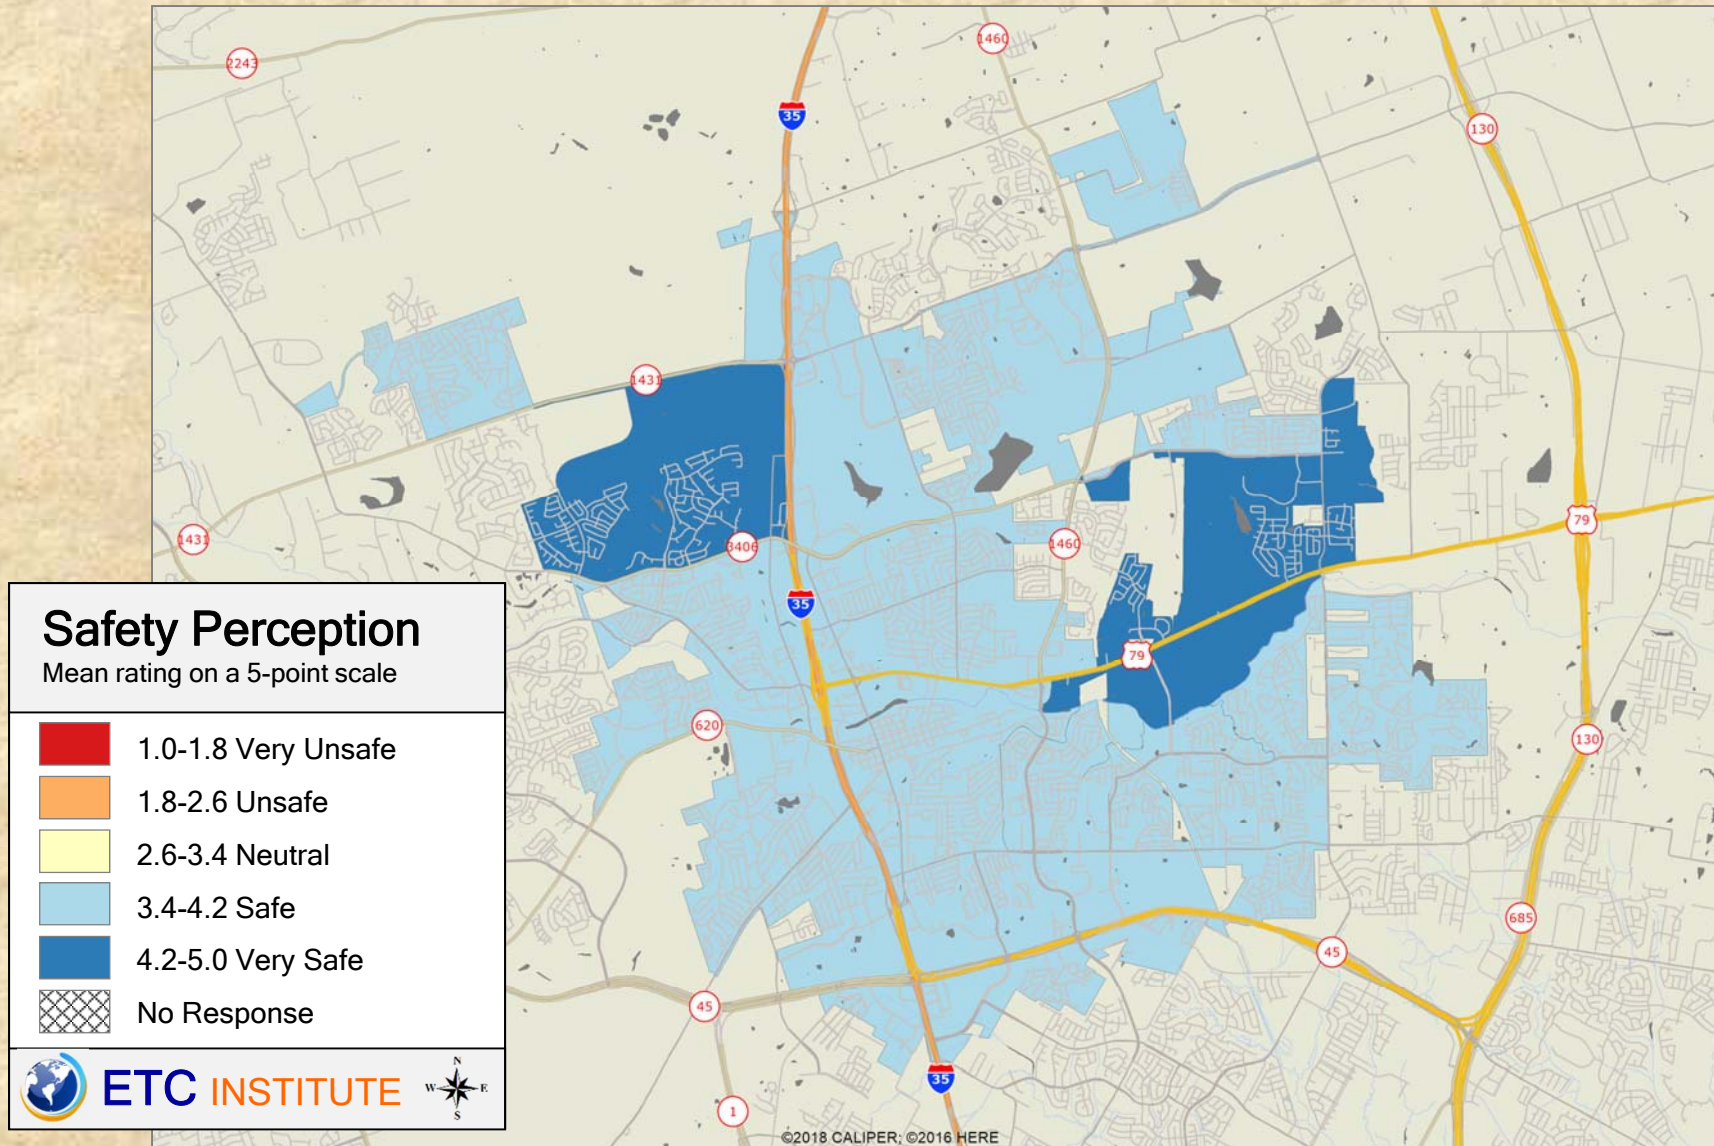 2243
1460
35
130
1431
1431
3406
1460
79
35
79
620
130
685
45
45
35
1
Safety Perception
Mean rating on a 5-point scale
1.0-1.8 Very Unsafe
1.8-2.6 Unsafe
2.6-3.4 Neutral
3.4-4.2 Safe
4.2-5.0 Very Safe
No Response
ETC INSTITUTE
N
W E
S
©2018 CALIPER; ©2016 HERE